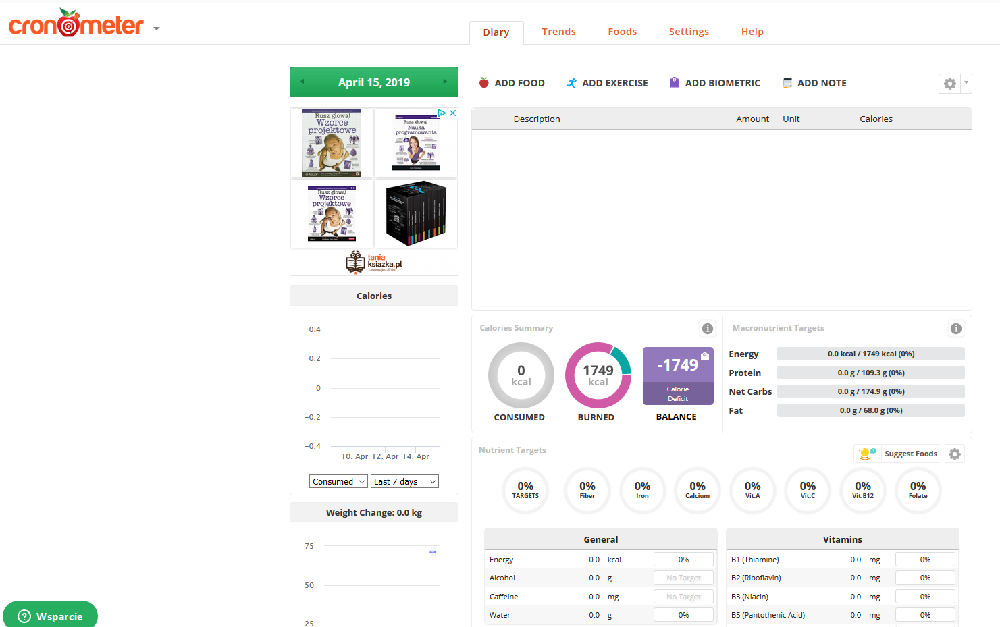 cronometer
Diary
Trends
Foods
Settings
Help
April 15, 2019
ADD FOOD
ADD EXERCISE
ADD BIOMETRIC
ADD NOTE
Rusz głową!
Wzorce
projektowe
O'REILLY
Rusz głową!
Nauka
programowania
Rusz głową!
Wzorce
projektowe
tania
ksiazka.pl
Description Amount Unit Calories
Calories
0.4
0.2
0
-0.2
-0.4
10. Apr 12. Apr 14. Apr
Consumed Last 7 days
Weight Change: 0.0 kg
75
50
25
Wsparcie
Calories Summary
0
kcal
CONSUMED
1749
kcal
BURNED
-1749
Calorie
Deficit
BALANCE
Macronutrient Targets
Energy 0.0 kcal / 1749 kcal (0%)
Protein 0.0 g / 109.3 g (0%)
Net Carbs 0.0 g / 174.9 g (0%)
Fat 0.0 g / 68.0 g (0%)
Nutrient Targets
Suggest Foods
0%
TARGETS
0%
Fiber
0%
Iron
0%
Calcium
0%
Vit.A
0%
Vit.C
0%
Vit.B12
0%
Folate
General
Energy 0.0 kcal 0%
Alcohol 0.0 g No Target
Caffeine 0.0 mg No Target
Water 0.0 g 0%
Vitamins
B1 (Thiamine) 0.0 mg 0%
B2 (Riboflavin) 0.0 mg 0%
B3 (Niacin) 0.0 mg 0%
B5 (Pantothenic Acid) 0.0 mg 0%